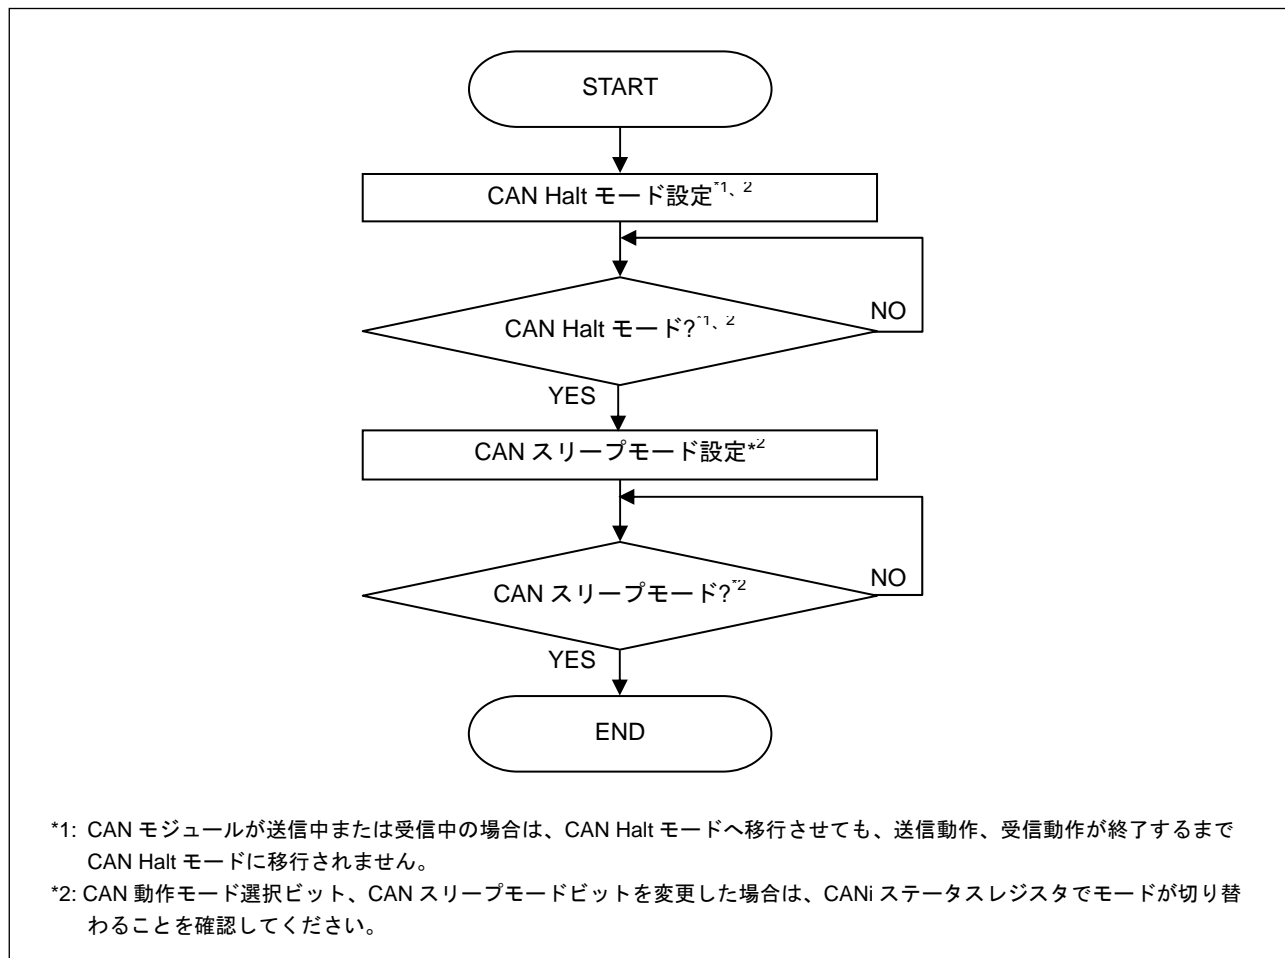 START
CAN Halt モード設定*1、2
CAN Halt モード?*1、2
NO
YES
CAN スリープモード設定*2
CAN スリープモード?*2
NO
YES
END
*1: CAN モジュールが送信中または受信中の場合は、CAN Halt モードへ移行させても、送信動作、受信動作が終了するまで
CAN Halt モードに移行されません。
*2: CAN 動作モード選択ビット、CAN スリープモードビットを変更した場合は、CANi ステータスレジスタでモードが切り替
わることを確認してください。